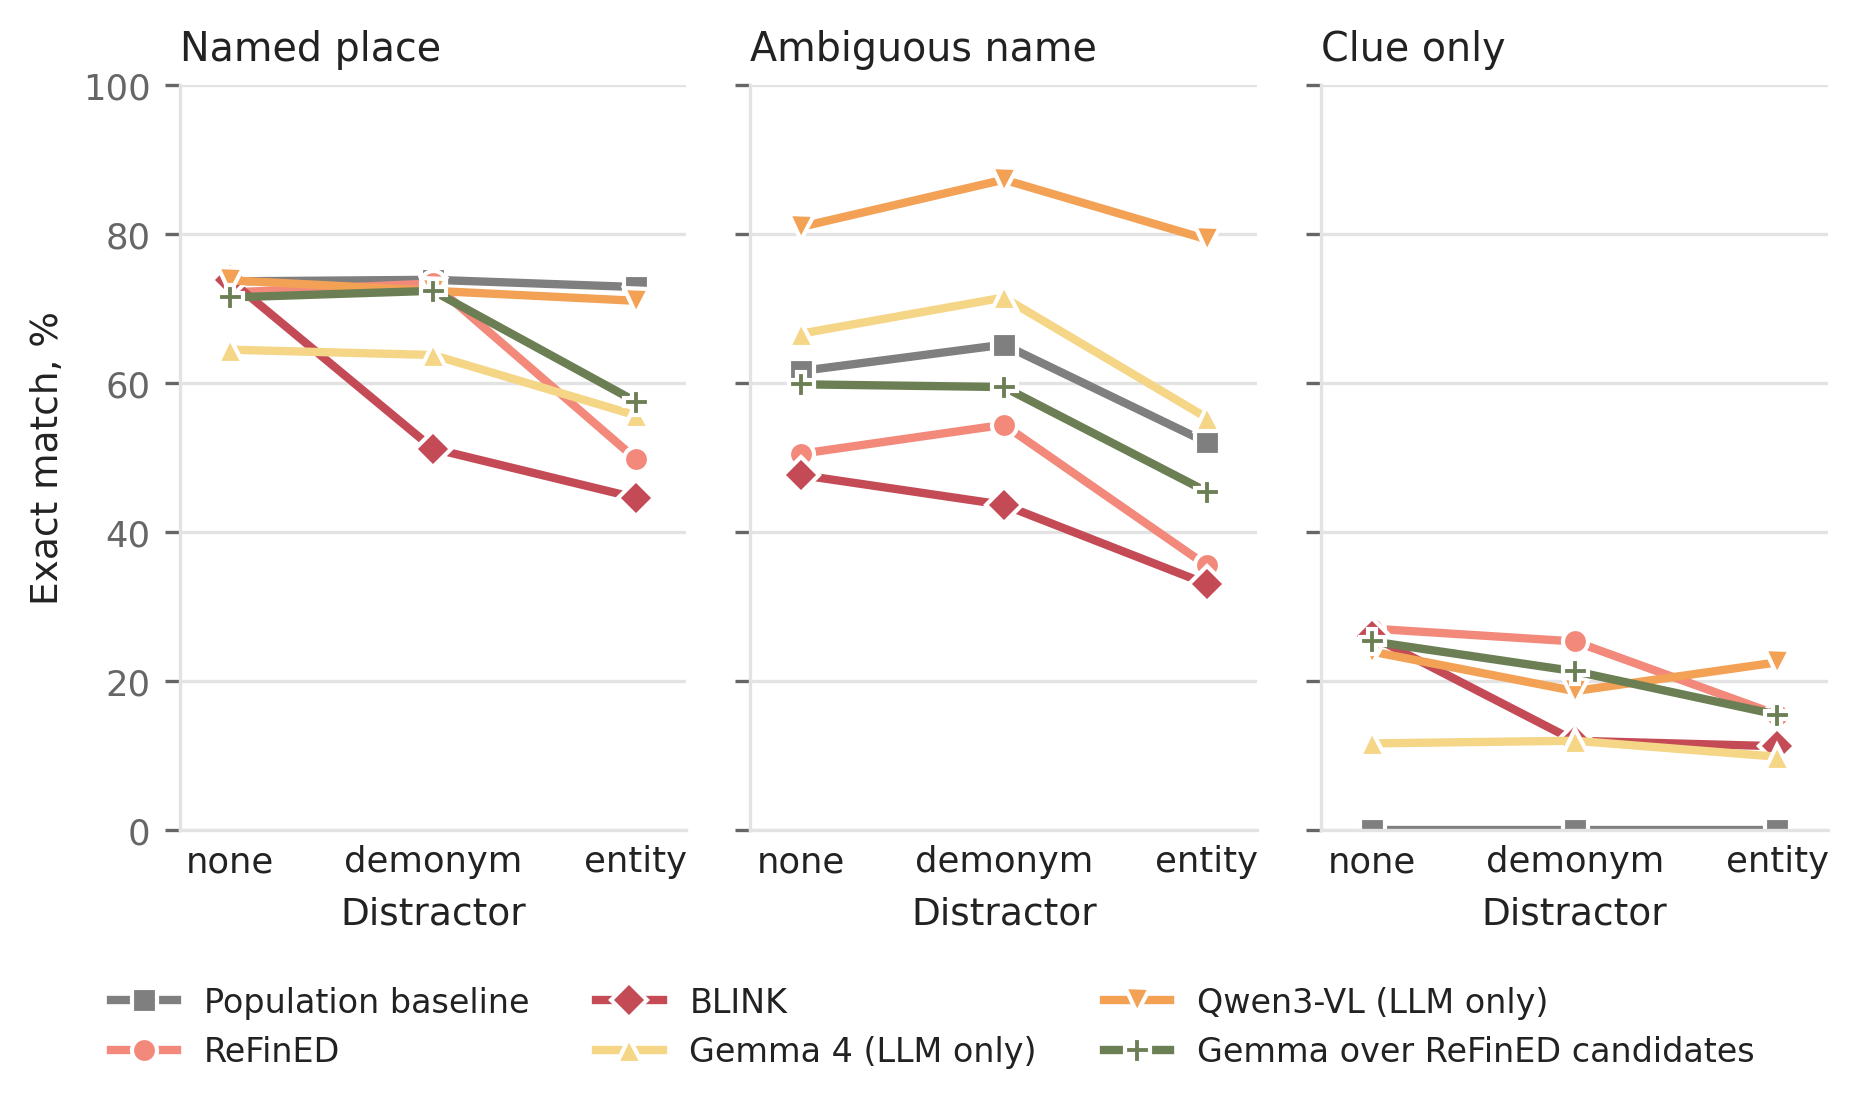 Named place
Ambiguous name
Clue only
Exact match, %
100
80
60
40
20
0
none demonym entity
none demonym entity
none demonym entity
Distractor
Distractor
Distractor
Population baseline
BLINK
Qwen3-VL (LLM only)
ReFinED
Gemma 4 (LLM only)
Gemma over ReFinED candidates